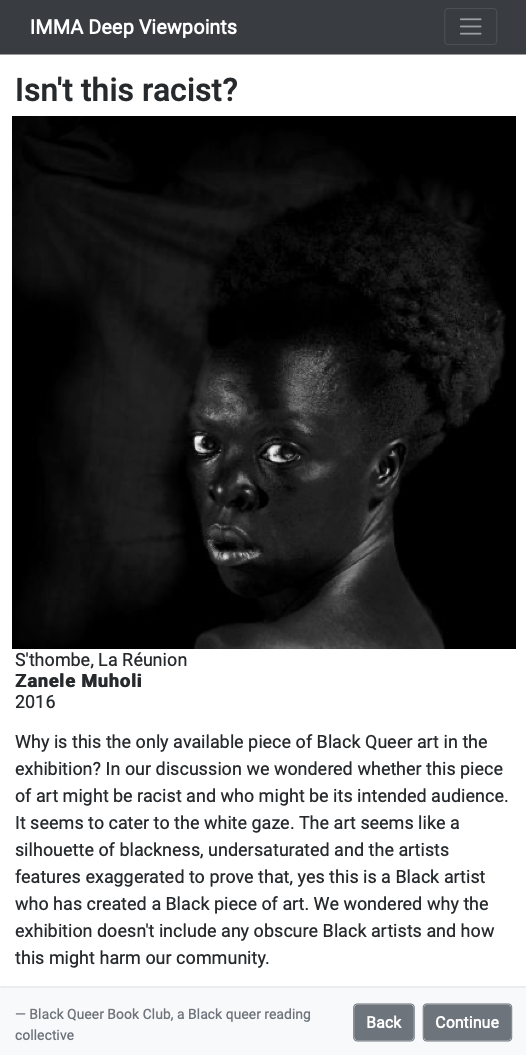 IMMA Deep Viewpoints
Isn't this racist?
S'thombe, La Réunion
Zanele Muholi
2016
Why is this the only available piece of Black Queer art in the
exhibition? In our discussion we wondered whether this piece
of art might be racist and who might be its intended audience.
It seems to cater to the white gaze. The art seems like a
silhouette of blackness, undersaturated and the artists
features exaggerated to prove that, yes this is a Black artist
who has created a Black piece of art. We wondered why the
exhibition doesn't include any obscure Black artists and how
this might harm our community.
— Black Queer Book Club, a Black queer reading
collective
Back
Continue